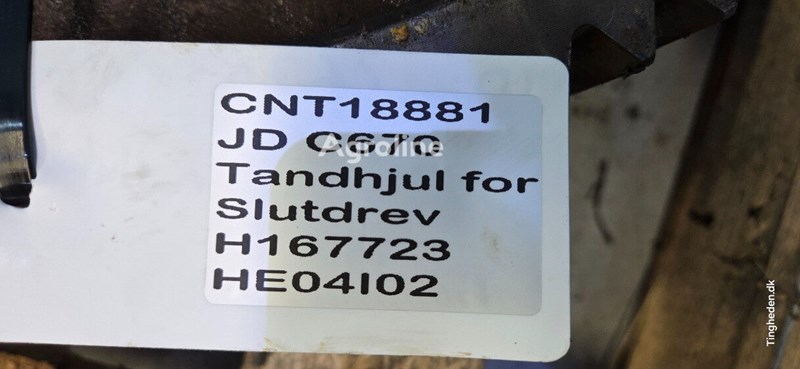 CNT18881
JD C670
Tandhjul for
Slutdrev
H167723
HE04I02
Agroline
Tingheden.dk